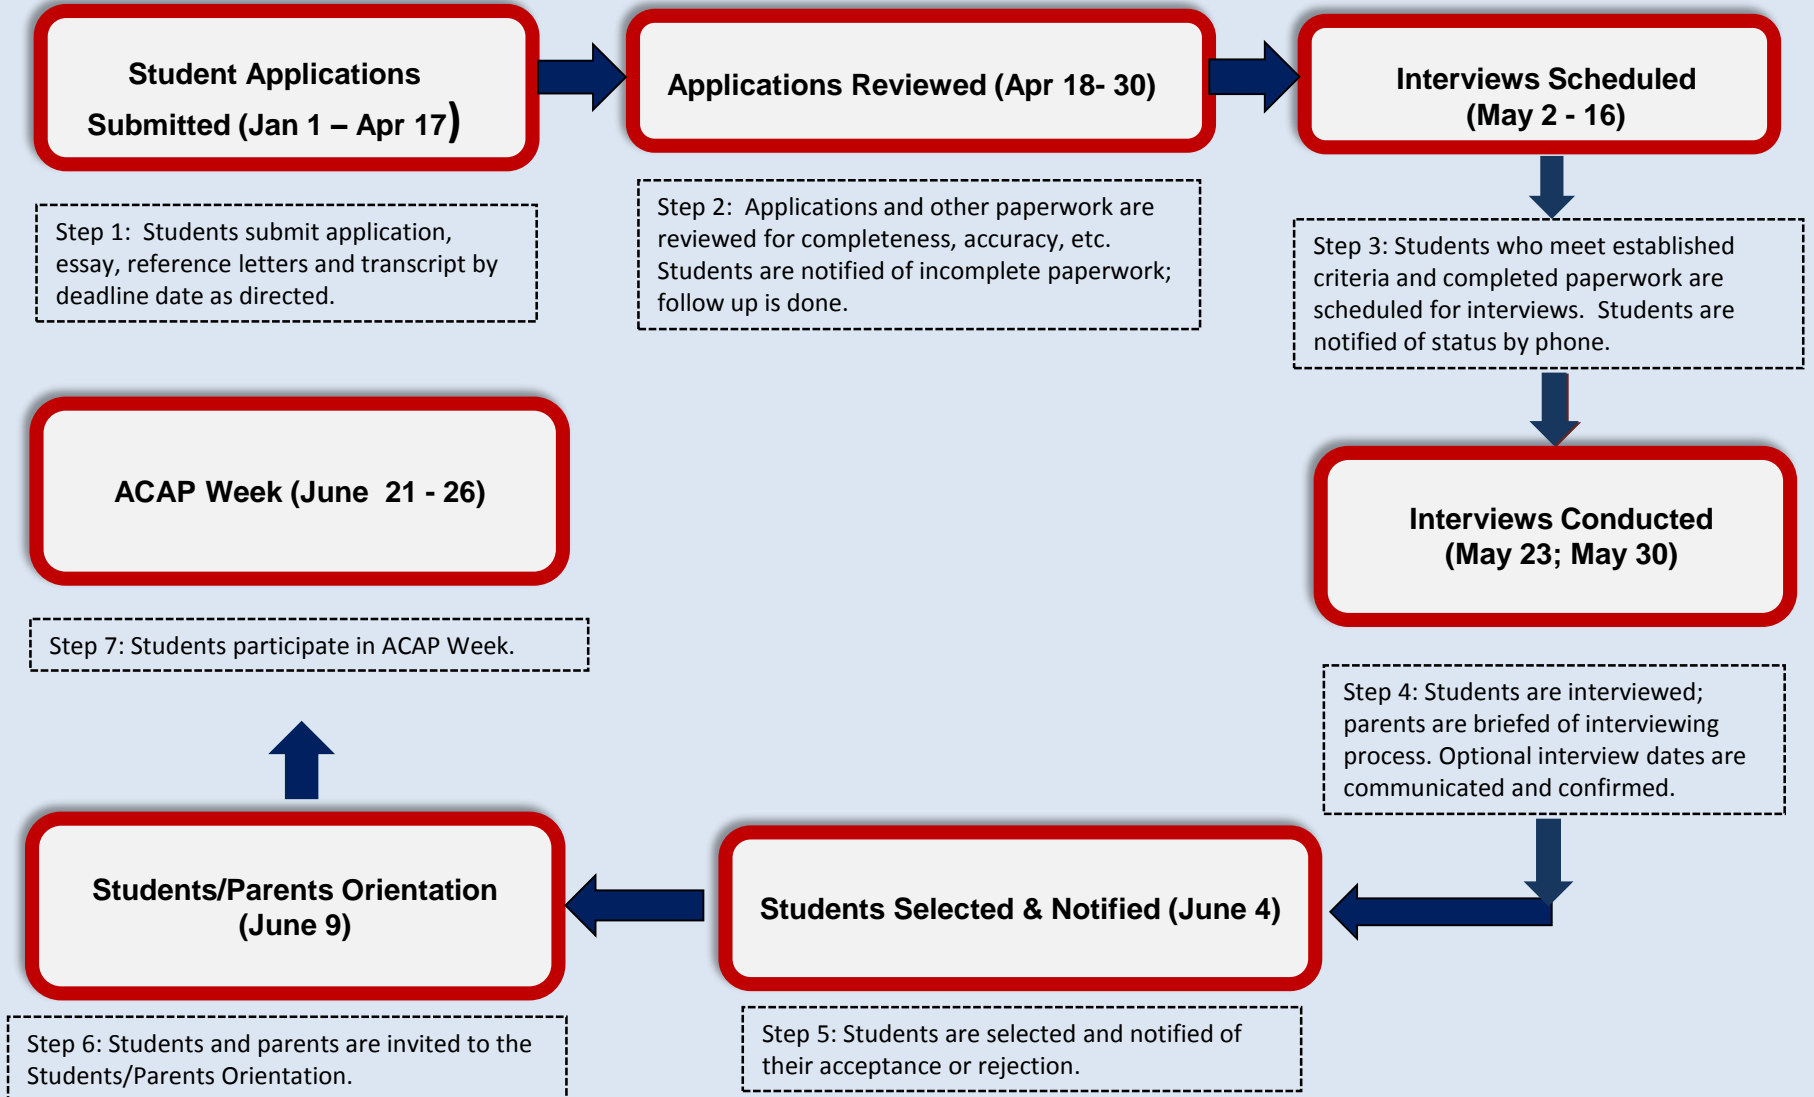 Student Applications
Submitted (Jan 1 – Apr 17)
Applications Reviewed (Apr 18- 30)
Interviews Scheduled
(May 2 - 16)
Step 1:  Students submit application,
essay, reference letters and transcript by
deadline date as directed.
Step 2:  Applications and other paperwork are
reviewed for completeness, accuracy, etc.
Students are notified of incomplete paperwork;
follow up is done.
Step 3: Students who meet established
criteria and completed paperwork are
scheduled for interviews.  Students are
notified of status by phone.
Interviews Conducted
(May 23; May 30)
Step 4: Students are interviewed;
parents are briefed of interviewing
process. Optional interview dates are
communicated and confirmed.
Students Selected & Notified (June 4)
Step 5: Students are selected and notified of
their acceptance or rejection.
Students/Parents Orientation
(June 9)
Step 6: Students and parents are invited to the
Students/Parents Orientation.
ACAP Week (June  21 - 26)
Step 7: Students participate in ACAP Week.